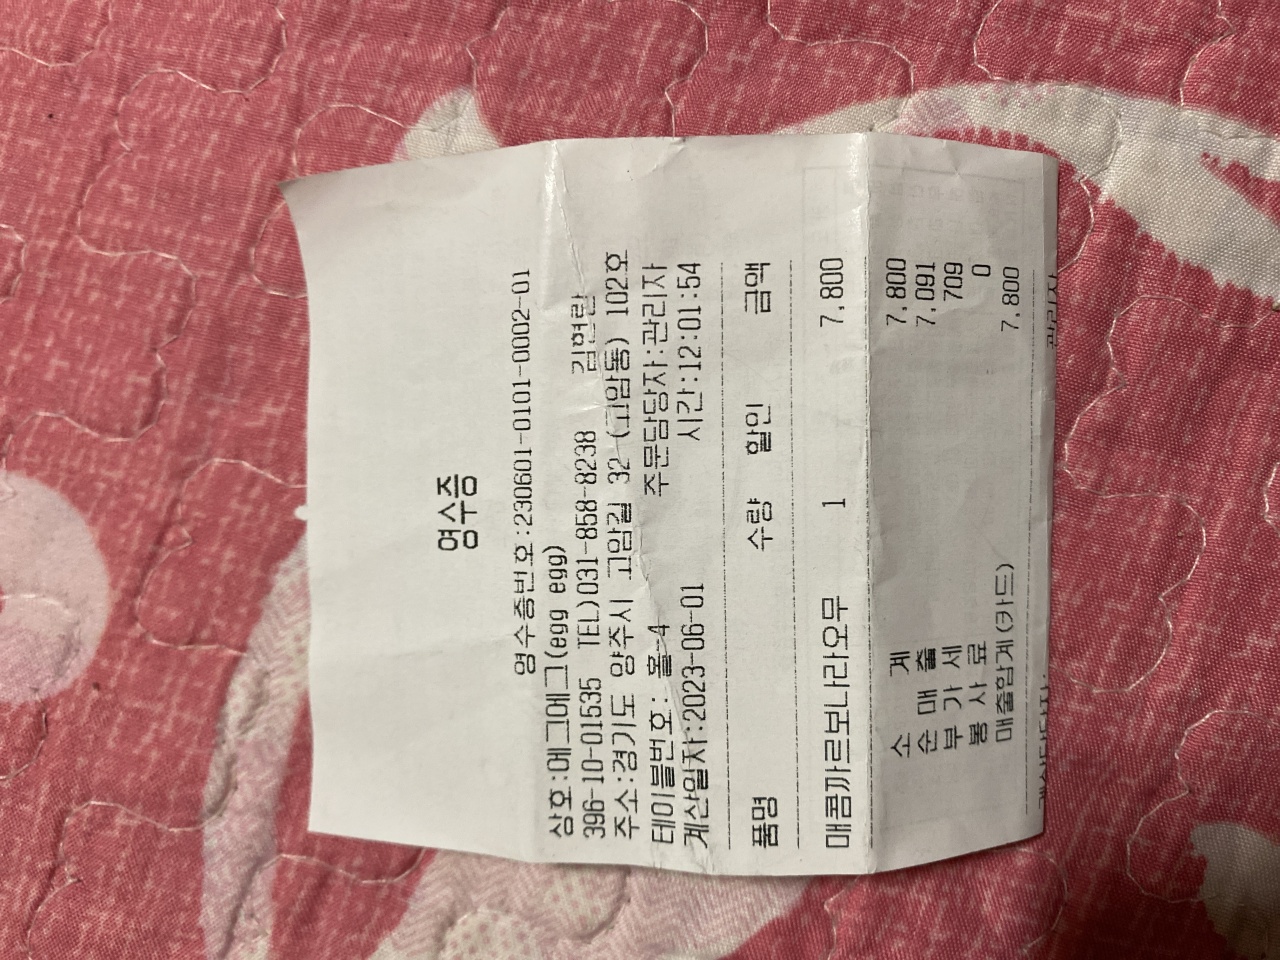 영수증
영수증번호:230601-0101-0002-01
상호:에그에그(egg egg)
396-10-01535 TEL)031-858-8238 김현란
주소:경기도 양주시 고암길 32 (고암동) 102호
테이블번호: 홀-4 주문담당자:관리자
계산일자:2023-06-01 시간:12:01:54
품명 수량 할인 금액
매콤까르보나라오무 1 7,800
소 계 7,800
순 매 출 7,091
부 가 세 709
봉 사 료 0
매출합계(카드) 7,800